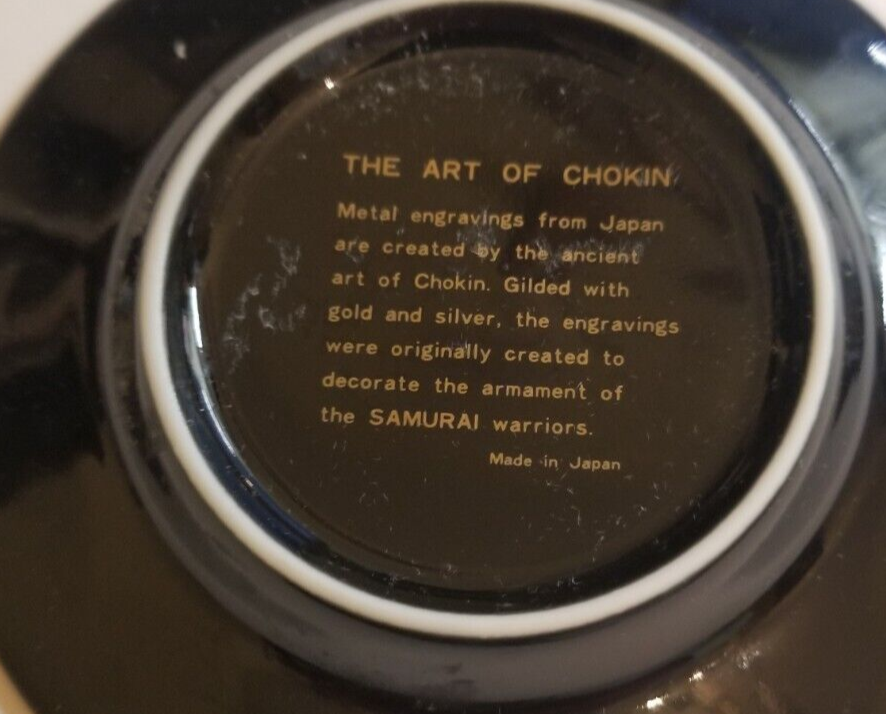 THE ART OF CHOKIN
Metal engravings from Japan
are created by the ancient
art of Chokin. Gilded with
gold and silver, the engravings
were originally created to
decorate the armament of
the SAMURAI warriors.
Made in Japan